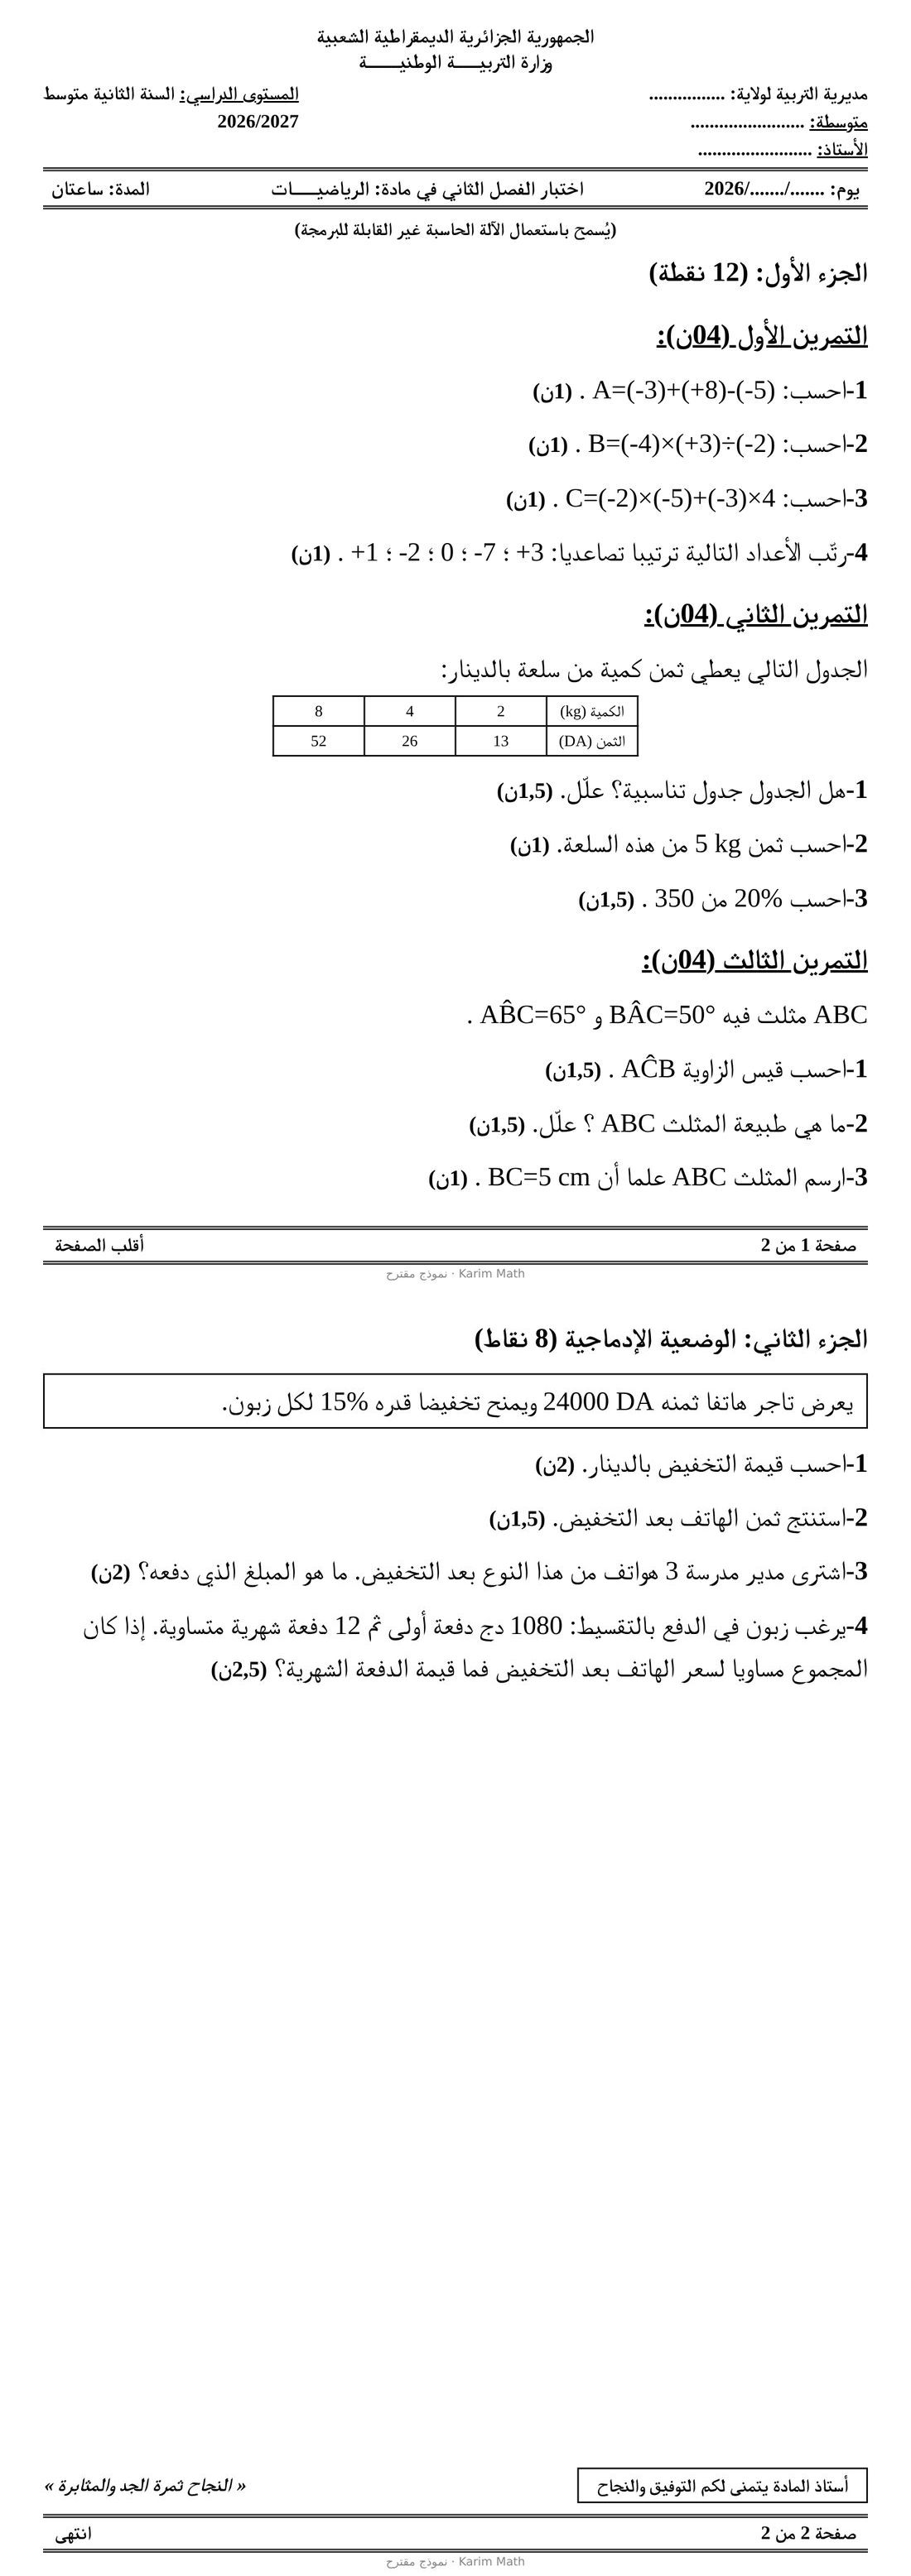 الجمهورية الجزائرية الديمقراطية الشعبية
وزارة التربيـــــة الوطنيــــــة
مديرية التربية لولاية: ................
المستوى الدراسي: السنة الثانية متوسط
متوسطة: ........................
2026/2027
الأستاذ: ........................
يوم: ......./......./2026
اختبار الفصل الثاني في مادة: الرياضيـــــات
المدة: ساعتان
(يُسمح باستعمال الآلة الحاسبة غير القابلة للبرمجة)
الجزء الأول: (12 نقطة)
التمرين الأول (04ن):
1-احسب: A=(-3)+(+8)-(-5) . (1ن)
2-احسب: B=(-4)×(+3)÷(-2) . (1ن)
3-احسب: C=(-2)×(-5)+(-3)×4 . (1ن)
4-رتّب الأعداد التالية ترتيبا تصاعديا: +3 ؛ -7 ؛ 0 ؛ -2 ؛ +1 . (1ن)
التمرين الثاني (04ن):
الجدول التالي يعطي ثمن كمية من سلعة بالدينار:
الكمية (kg) 2 4 8
الثمن (DA) 13 26 52
1-هل الجدول جدول تناسبية؟ علّل. (1,5ن)
2-احسب ثمن 5 kg من هذه السلعة. (1ن)
3-احسب 20% من 350 . (1,5ن)
التمرين الثالث (04ن):
ABC مثلث فيه BÂC=50° و AB̂C=65° .
1-احسب قيس الزاوية AĈB . (1,5ن)
2-ما هي طبيعة المثلث ABC ؟ علّل. (1,5ن)
3-ارسم المثلث ABC علما أن BC=5 cm . (1ن)
صفحة 1 من 2
أقلب الصفحة
نموذج مقترح · Karim Math
الجزء الثاني: الوضعية الإدماجية (8 نقاط)
يعرض تاجر هاتفا ثمنه 24000 DA ويمنح تخفيضا قدره 15% لكل زبون.
1-احسب قيمة التخفيض بالدينار. (2ن)
2-استنتج ثمن الهاتف بعد التخفيض. (1,5ن)
3-اشترى مدير مدرسة 3 هواتف من هذا النوع بعد التخفيض. ما هو المبلغ الذي دفعه؟ (2ن)
4-يرغب زبون في الدفع بالتقسيط: 1080 دج دفعة أولى ثم 12 دفعة شهرية متساوية. إذا كان
المجموع مساويا لسعر الهاتف بعد التخفيض فما قيمة الدفعة الشهرية؟ (2,5ن)
أستاذ المادة يتمنى لكم التوفيق والنجاح
« النجاح ثمرة الجد والمثابرة »
صفحة 2 من 2
انتهى
نموذج مقترح · Karim Math